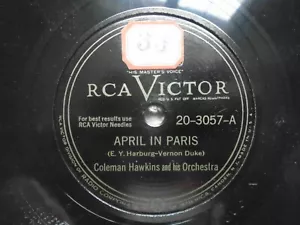 33
"HIS MASTER'S VOICE"
RCA VICTOR
For best results use
RCA Victor Needles
20-3057-A
APRIL IN PARIS
(E. Y. Harburg-Vernon Duke)
Coleman Hawkins and his Orchestra